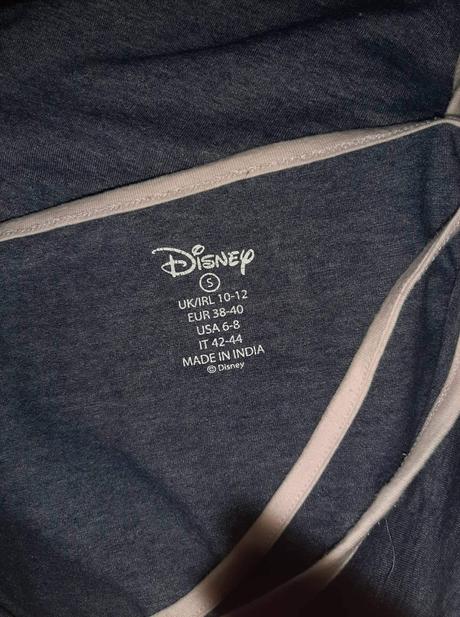 Disney
S
UK/IRL 10-12
EUR 38-40
USA 6-8
IT 42-44
MADE IN INDIA
© Disney